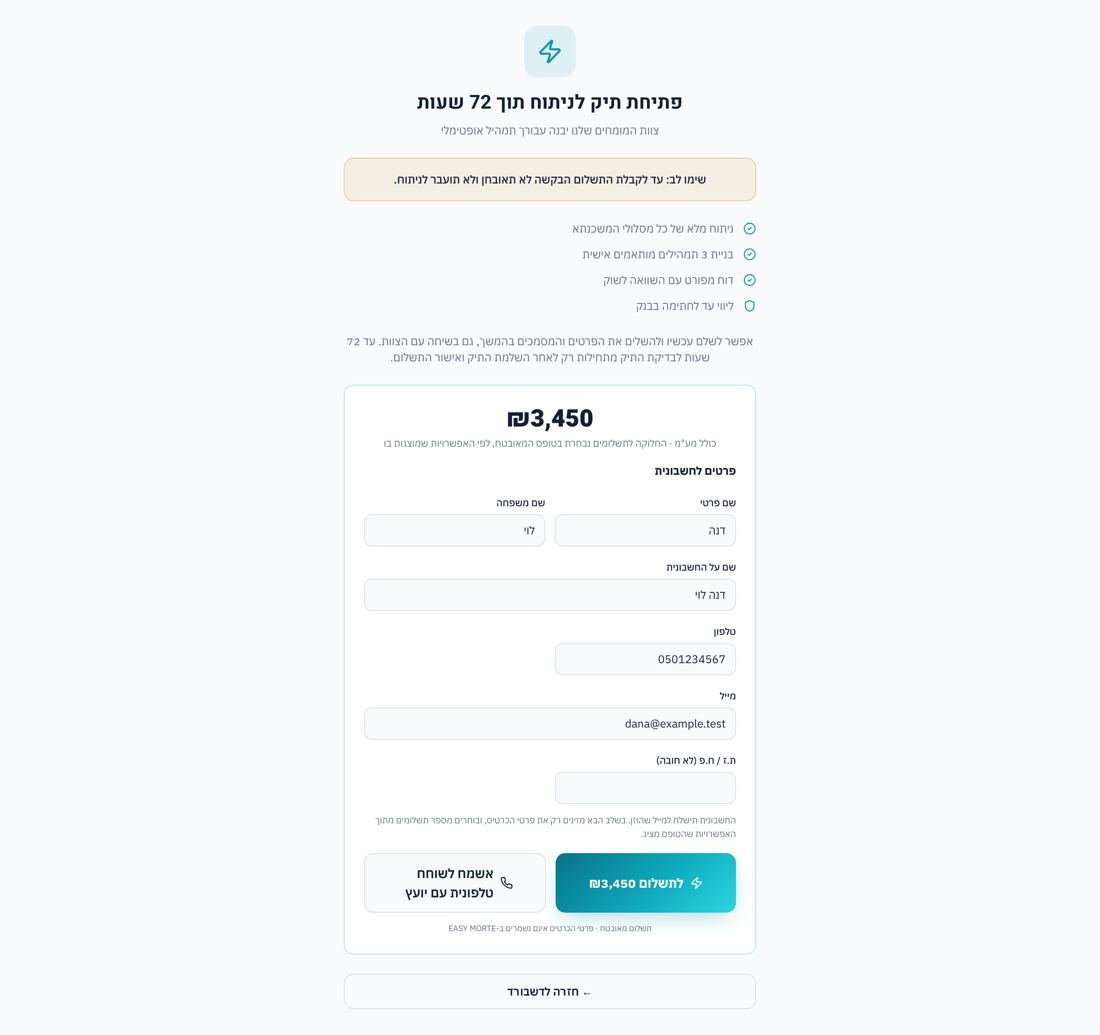 פתיחת תיק לניתוח תוך 72 שעות
צוות המומחים שלנו יבנה עבורך תמהיל אופטימלי
שימו לב: עד לקבלת התשלום הבקשה לא תאובחן ולא תועבר לניתוח.
ניתוח מלא של כל מסלולי המשכנתא
בניית 3 תמהילים מותאמים אישית
דוח מפורט עם השוואה לשוק
ליווי עד לחתימה בבנק
אפשר לשלם עכשיו ולהשלים את הפרטים והמסמכים בהמשך, גם בשיחה עם הצוות. עד 72
שעות לבדיקת התיק מתחילות רק לאחר השלמת התיק ואישור התשלום.
₪3,450
כולל מע"מ · החלוקה לתשלומים נבחרת בטופס המאובטח, לפי האפשרויות שמוצגות בו
פרטים לחשבונית
שם פרטי
שם משפחה
דנה
לוי
שם על החשבונית
דנה לוי
טלפון
0501234567
מייל
dana@example.test
ת.ז / ח.פ (לא חובה)
החשבונית תישלח למייל שהוזן. בשלב הבא מזינים רק את פרטי הכרטיס, ובוחרים מספר תשלומים מתוך
האפשרויות שהטופס מציג.
לתשלום ₪3,450
אשמח לשוחח
טלפונית עם יועץ
תשלום מאובטח · פרטי הכרטיס אינם נשמרים ב-EASY MORTE
← חזרה לדשבורד